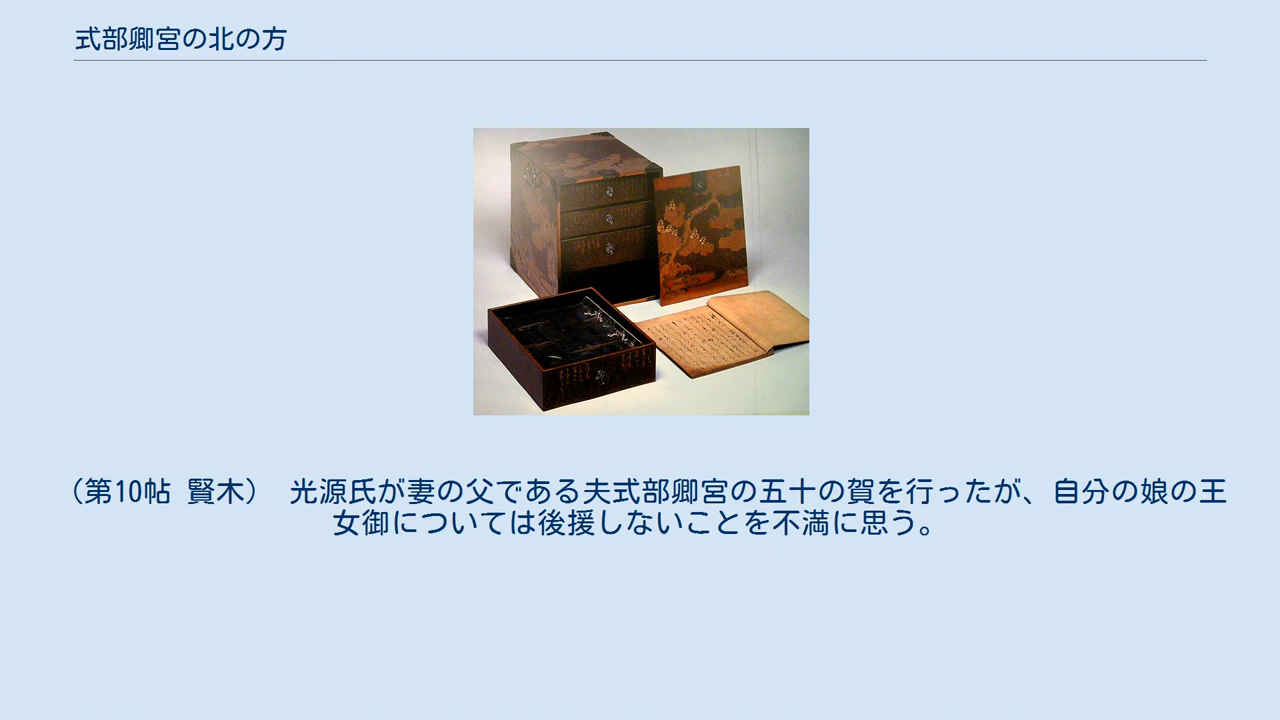 式部卿宮の北の方
（第10帖 賢木） 光源氏が妻の父である夫式部卿宮の五十の賀を行ったが、自分の娘の王
女御については後援しないことを不満に思う。